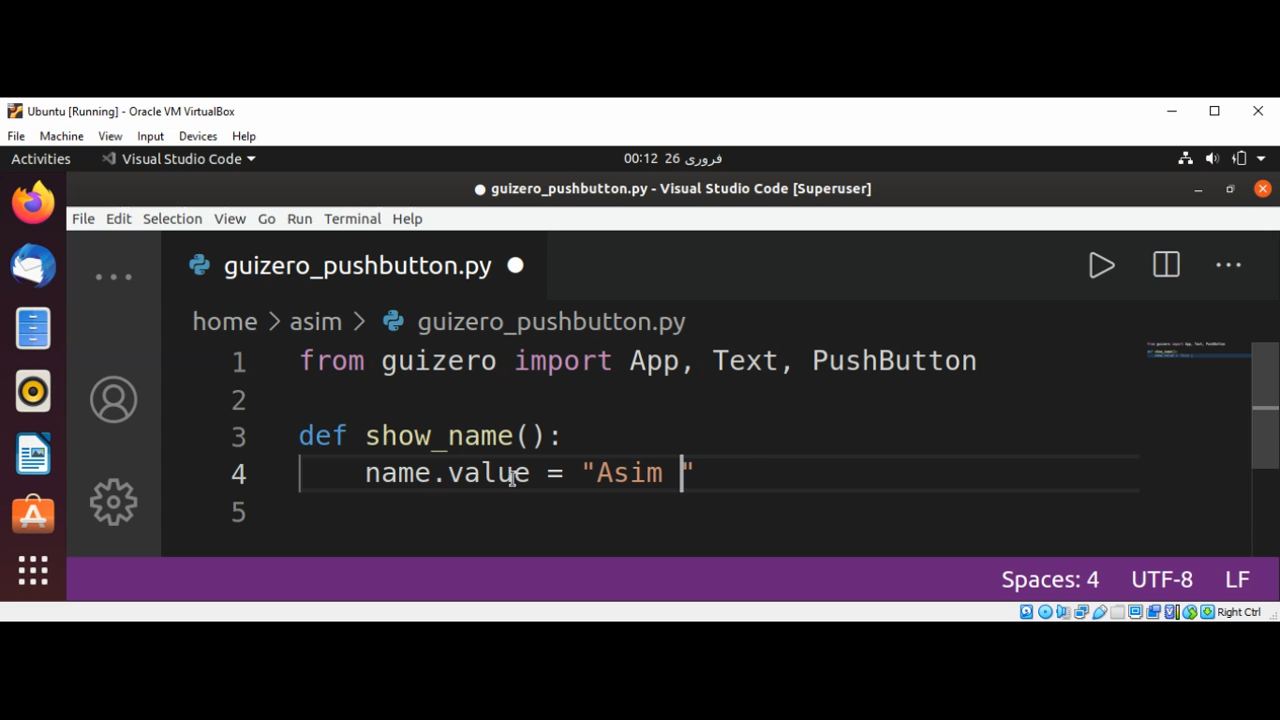 Ubuntu [Running] - Oracle VM VirtualBox
File Machine View Input Devices Help
Activities Visual Studio Code 00:12 26 فروری
● guizero_pushbutton.py - Visual Studio Code [Superuser]
File Edit Selection View Go Run Terminal Help
guizero_pushbutton.py
home > asim > guizero_pushbutton.py
1 from guizero import App, Text, PushButton
2
3 def show_name():
4 name.value = "Asim "
5
Spaces: 4 UTF-8 LF
Right Ctrl